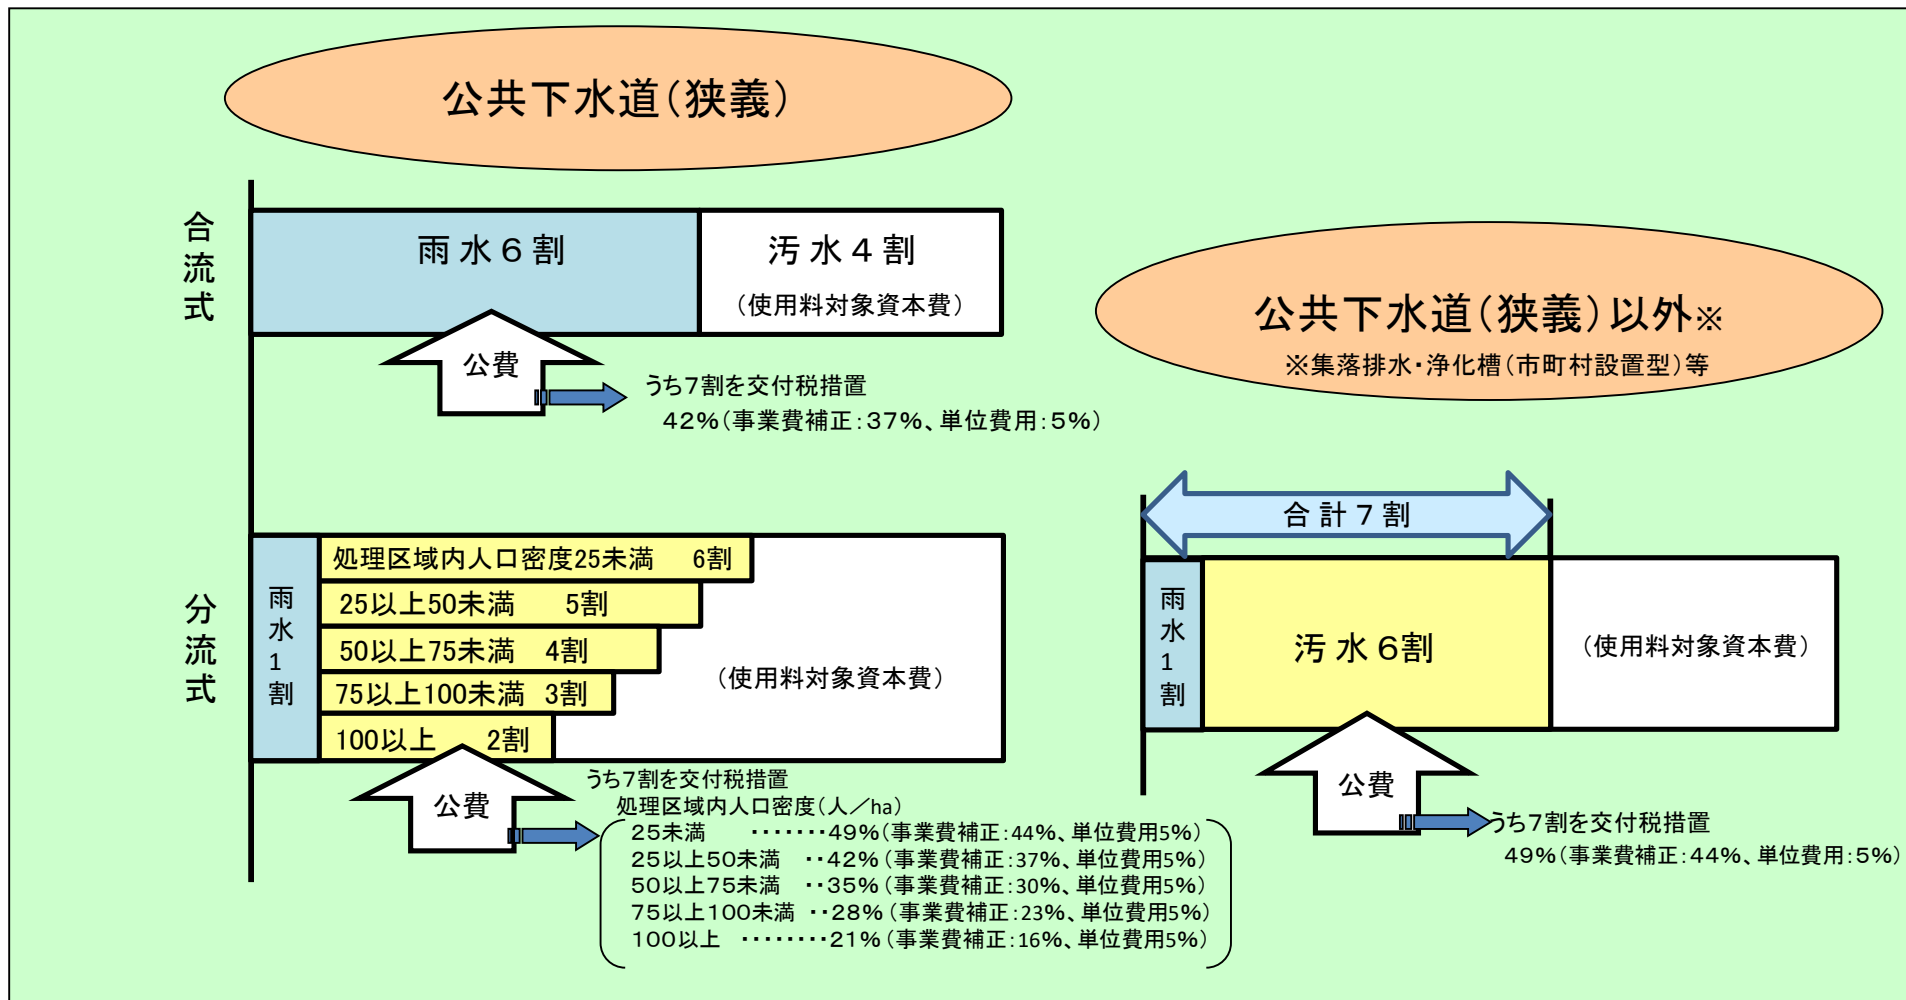 公共下水道(狭義)
合流式
雨水6割
汚水4割
(使用料対象資本費)
公費
うち7割を交付税措置
42%(事業費補正:37%、単位費用:5%)
分流式
雨水1割
処理区域内人口密度25未満 6割
25以上50未満 5割
50以上75未満 4割
75以上100未満 3割
100以上 2割
(使用料対象資本費)
公費
うち7割を交付税措置
処理区域内人口密度(人/ha)
25未満 ・・・・・・・49%(事業費補正:44%、単位費用5%)
25以上50未満 ・・42%(事業費補正:37%、単位費用5%)
50以上75未満 ・・35%(事業費補正:30%、単位費用5%)
75以上100未満 ・・28%(事業費補正:23%、単位費用5%)
100以上 ・・・・・・・・21%(事業費補正:16%、単位費用5%)
公共下水道(狭義)以外※
※集落排水・浄化槽(市町村設置型)等
合計7割
雨水1割
汚水6割
(使用料対象資本費)
公費
うち7割を交付税措置
49%(事業費補正:44%、単位費用:5%)